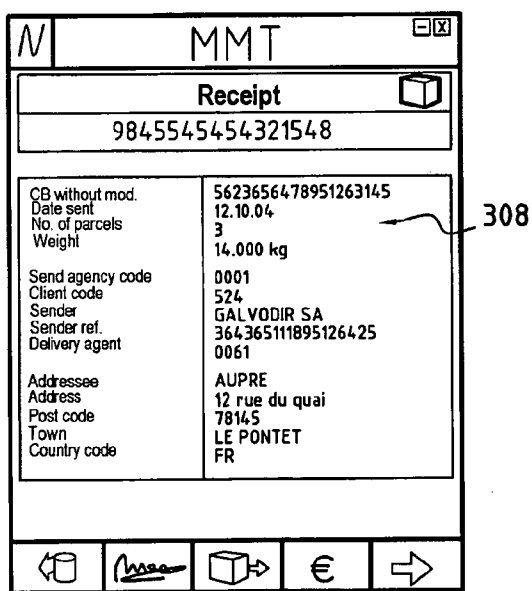 N MMT
Receipt
9845545454321548
CB without mod. 5623656478951263145
Date sent 12.10.04
No. of parcels 3
Weight 14.000 kg
Send agency code 0001
Client code 524
Sender GALVODIR SA
Sender ref. 364365111895126425
Delivery agent 0061
Addressee AUPRE
Address 12 rue du quai
Post code 78145
Town LE PONTET
Country code FR
308
€